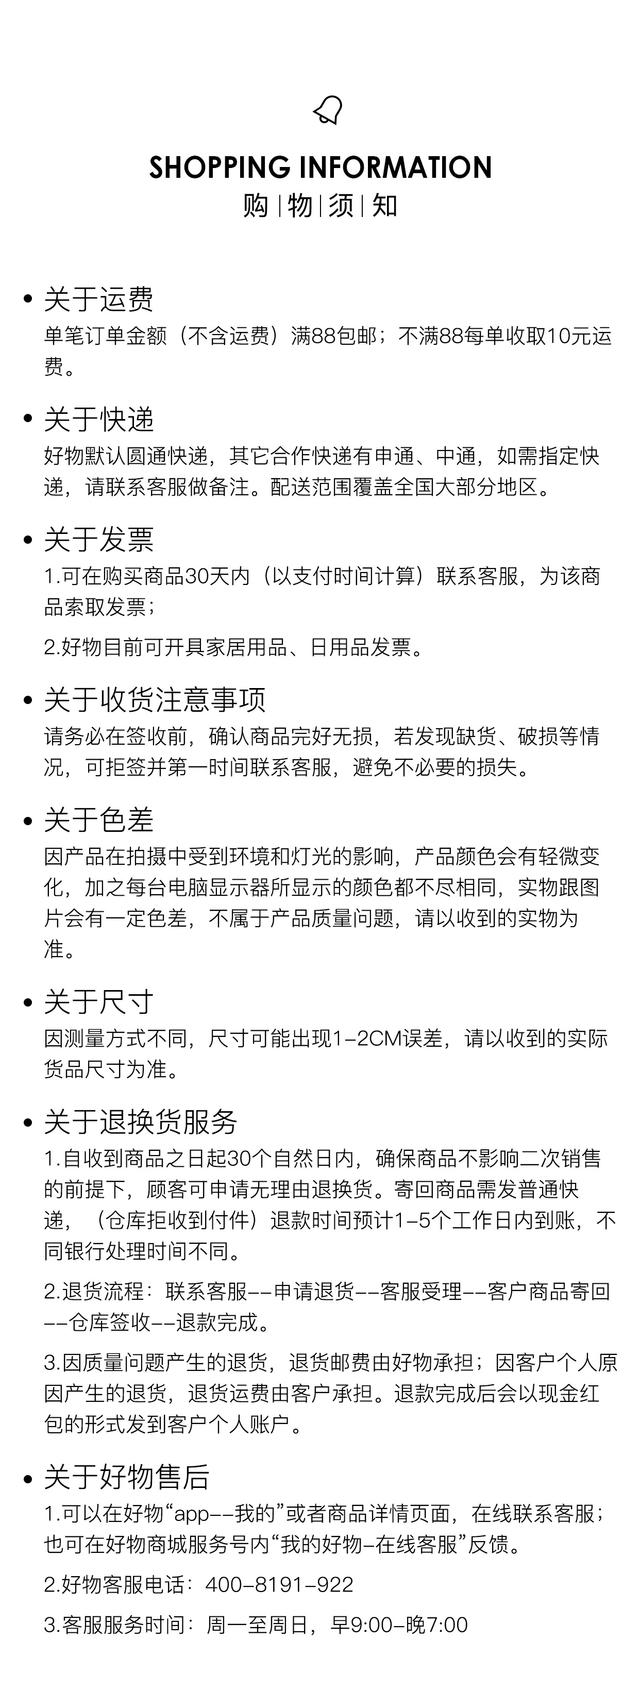 SHOPPING INFORMATION
购|物|须|知
• 关于运费
单笔订单金额（不含运费）满88包邮；不满88每单收取10元运
费。
• 关于快递
好物默认圆通快递，其它合作快递有申通、中通，如需指定快
递，请联系客服做备注。配送范围覆盖全国大部分地区。
• 关于发票
1.可在购买商品30天内（以支付时间计算）联系客服，为该商
品索取发票；
2.好物目前可开具家居用品、日用品发票。
• 关于收货注意事项
请务必在签收前，确认商品完好无损，若发现缺货、破损等情
况，可拒签并第一时间联系客服，避免不必要的损失。
• 关于色差
因产品在拍摄中受到环境和灯光的影响，产品颜色会有轻微变
化，加之每台电脑显示器所显示的颜色都不尽相同，实物跟图
片会有一定色差，不属于产品质量问题，请以收到的实物为
准。
• 关于尺寸
因测量方式不同，尺寸可能出现1-2CM误差，请以收到的实际
货品尺寸为准。
• 关于退换货服务
1.自收到商品之日起30个自然日内，确保商品不影响二次销售
的前提下，顾客可申请无理由退换货。寄回商品需发普通快
递，（仓库拒收到付件）退款时间预计1-5个工作日内到账，不
同银行处理时间不同。
2.退货流程：联系客服--申请退货--客服受理--客户商品寄回
--仓库签收--退款完成。
3.因质量问题产生的退货，退货邮费由好物承担；因客户个人原
因产生的退货，退货运费由客户承担。退款完成后会以现金红
包的形式发到客户个人账户。
• 关于好物售后
1.可以在好物“app--我的”或者商品详情页面，在线联系客服；
也可在好物商城服务号内“我的好物-在线客服”反馈。
2.好物客服电话：400-8191-922
3.客服服务时间：周一至周日，早9:00-晚7:00